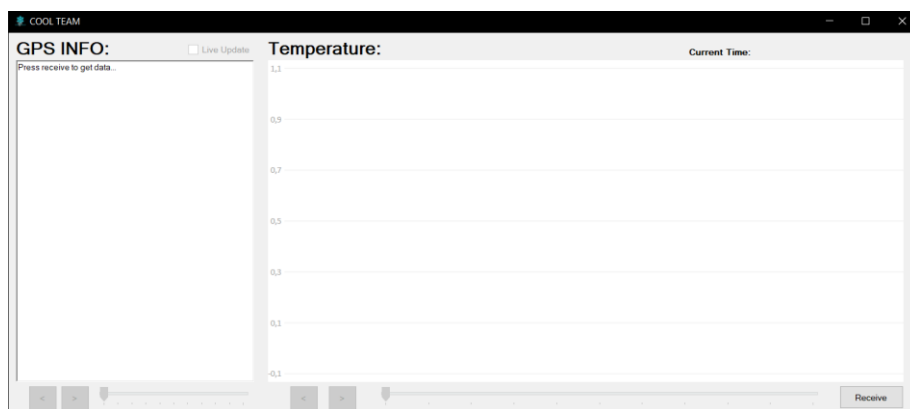 COOL TEAM
GPS INFO:
Live Update
Press receive to get data...
Temperature:
Current Time:
1,1
0,9
0,7
0,5
0,3
0,1
-0,1
< >
< >
Receive